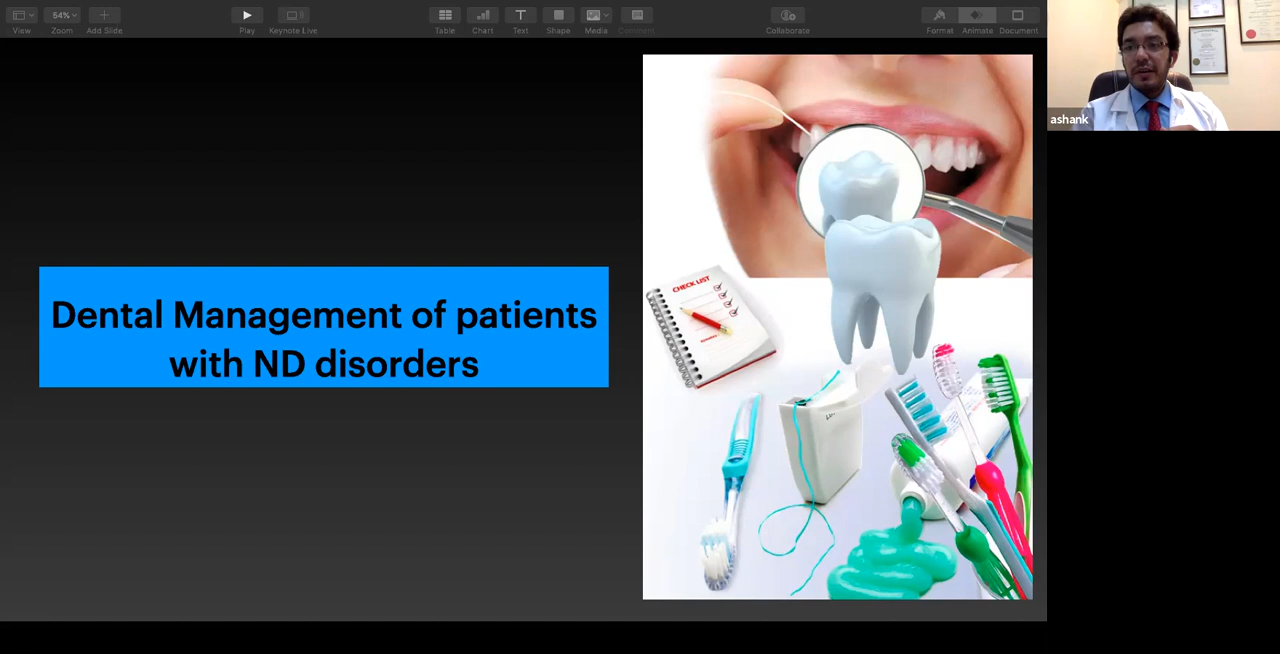 View
54%
Zoom
Add Slide
Play
Keynote Live
Table
Chart
Text
Shape
Media
Comment
Collaborate
Format
Animate
Document
ashank
Dental Management of patients
with ND disorders
CHECK LIST